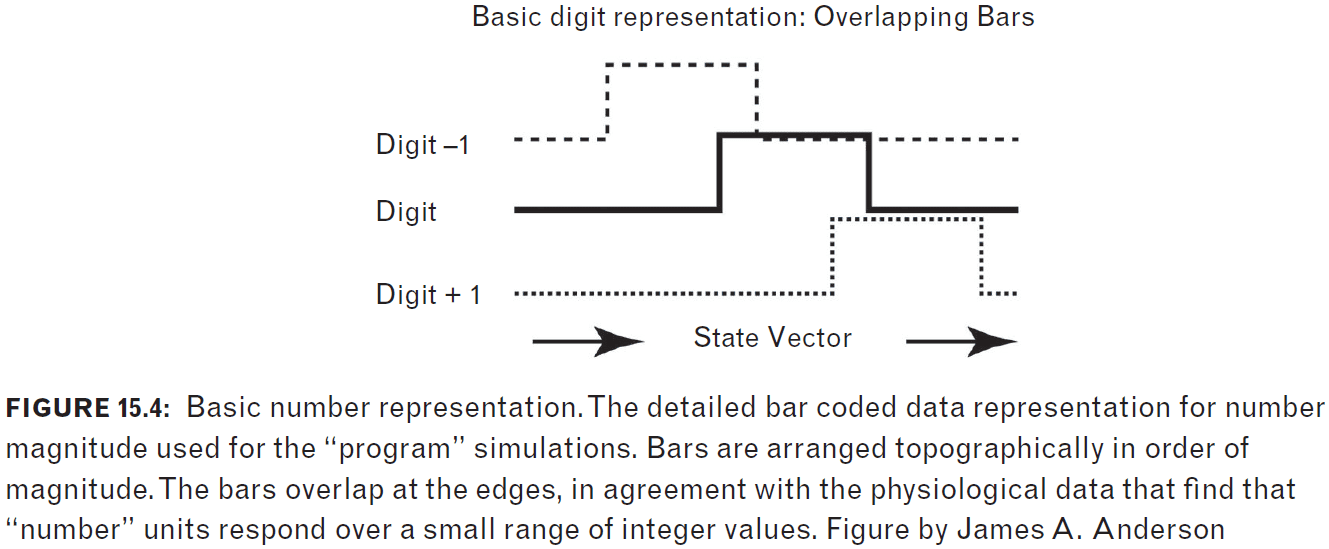 Basic digit representation: Overlapping Bars
Digit –1
Digit
Digit + 1
State Vector
FIGURE 15.4: Basic number representation. The detailed bar coded data representation for number
magnitude used for the “program” simulations. Bars are arranged topographically in order of
magnitude. The bars overlap at the edges, in agreement with the physiological data that find that
“number” units respond over a small range of integer values. Figure by James A. Anderson